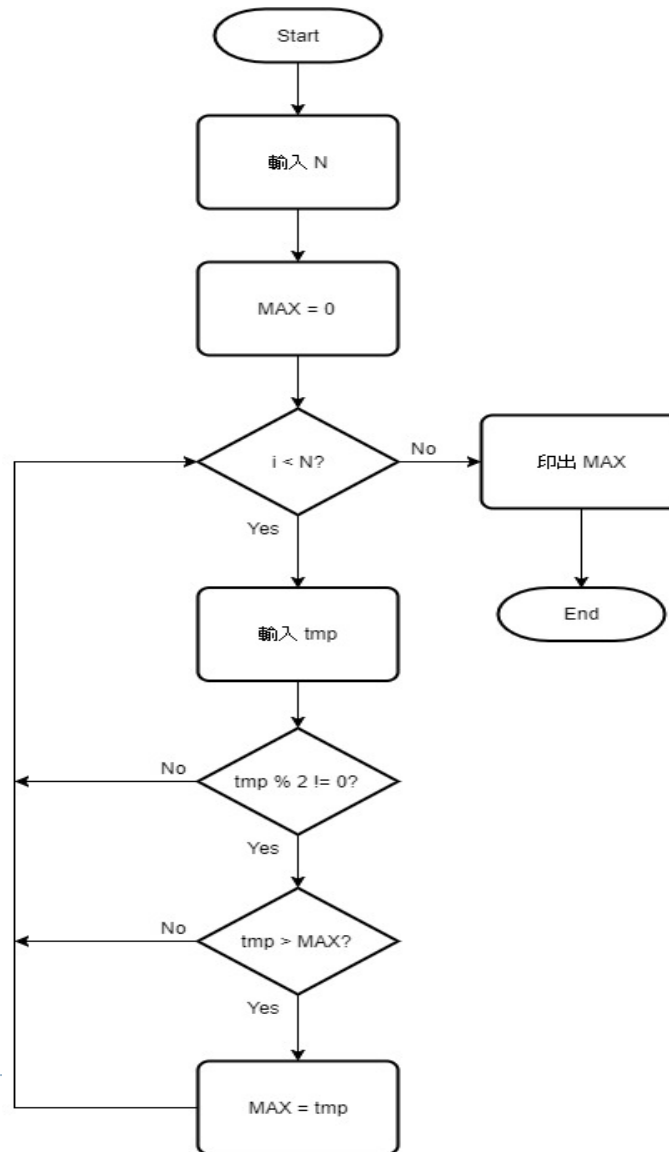 Start
輸入 N
MAX = 0
i < N?
No
印出 MAX
Yes
End
輸入 tmp
No
tmp % 2 != 0?
Yes
No
tmp > MAX?
Yes
MAX = tmp